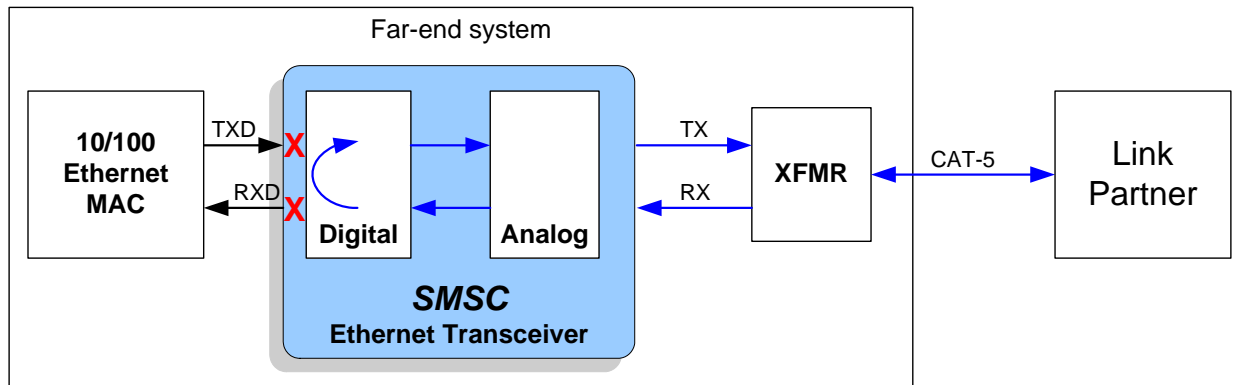 Far-end system
10/100
Ethernet
MAC
TXD
RXD
X
X
Digital
Analog
SMSC
Ethernet Transceiver
TX
RX
XFMR
CAT-5
Link
Partner